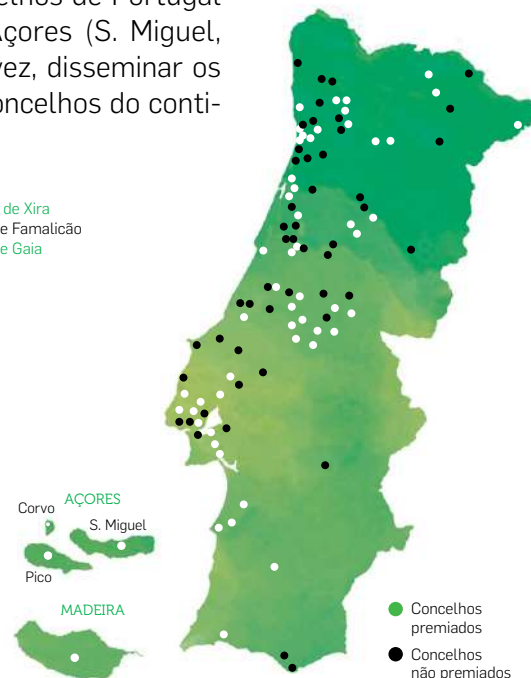 elhos de Portugal
Açores (S. Miguel,
vez, disseminar os
oncelhos do conti-
de Xira
e Famalicão
e Gaia
AÇORES
Corvo
S. Miguel
Pico
MADEIRA
Concelhos
premiados
Concelhos
não premiados